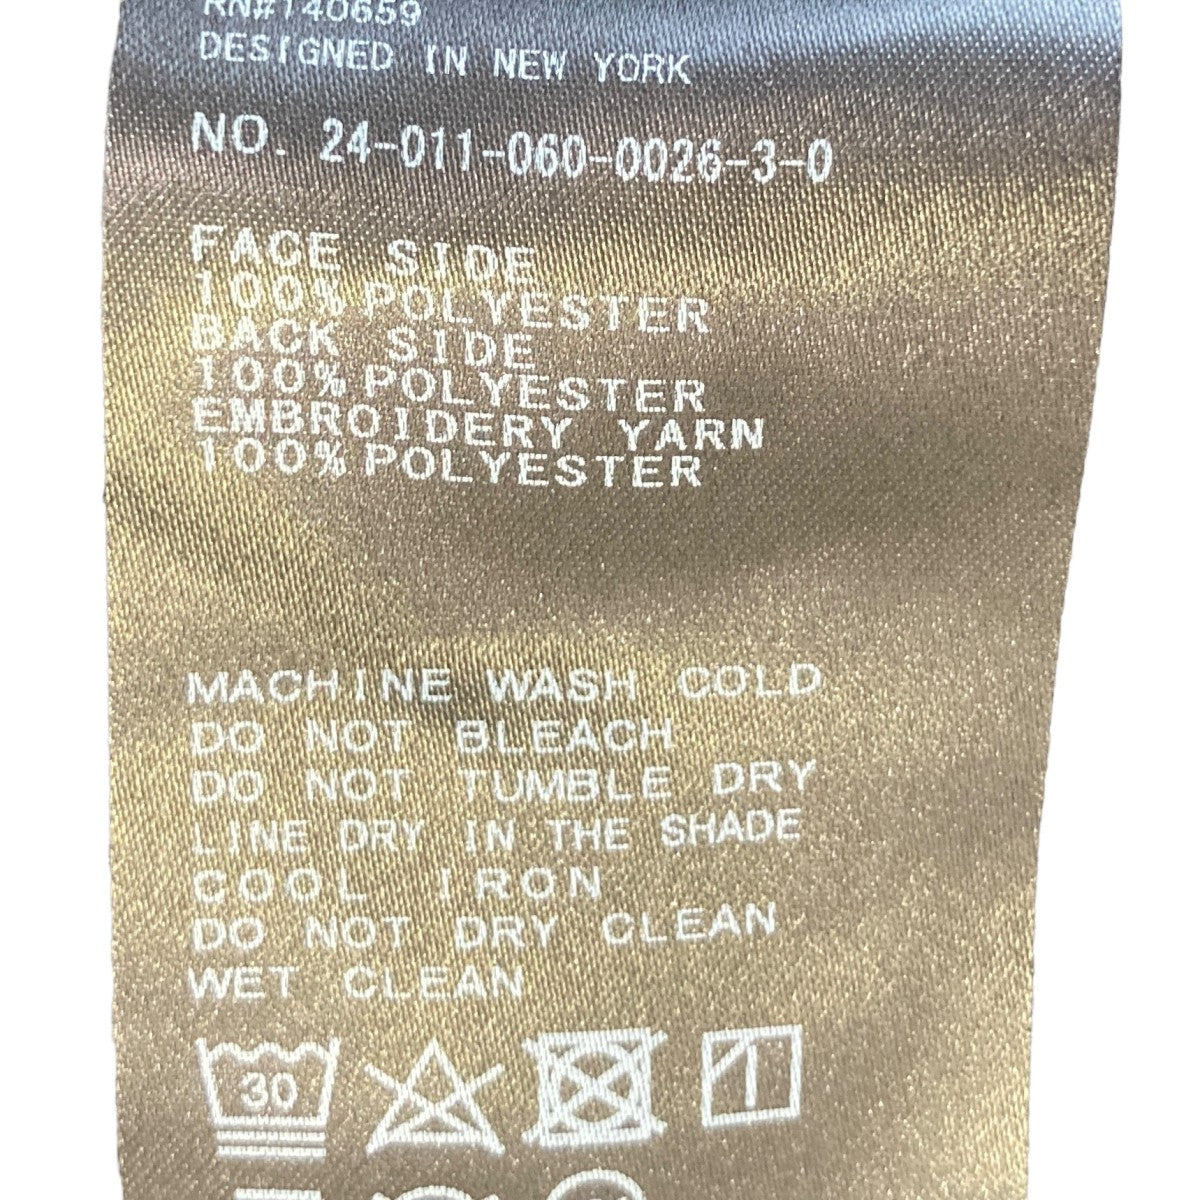 RN#140659
DESIGNED IN NEW YORK
NO. 24-011-060-0026-3-0
FACE SIDE
100%POLYESTER
BACK SIDE
100%POLYESTER
EMBROIDERY YARN
100%POLYESTER
MACHINE WASH COLD
DO NOT BLEACH
DO NOT TUMBLE DRY
LINE DRY IN THE SHADE
COOL IRON
DO NOT DRY CLEAN
WET CLEAN
30